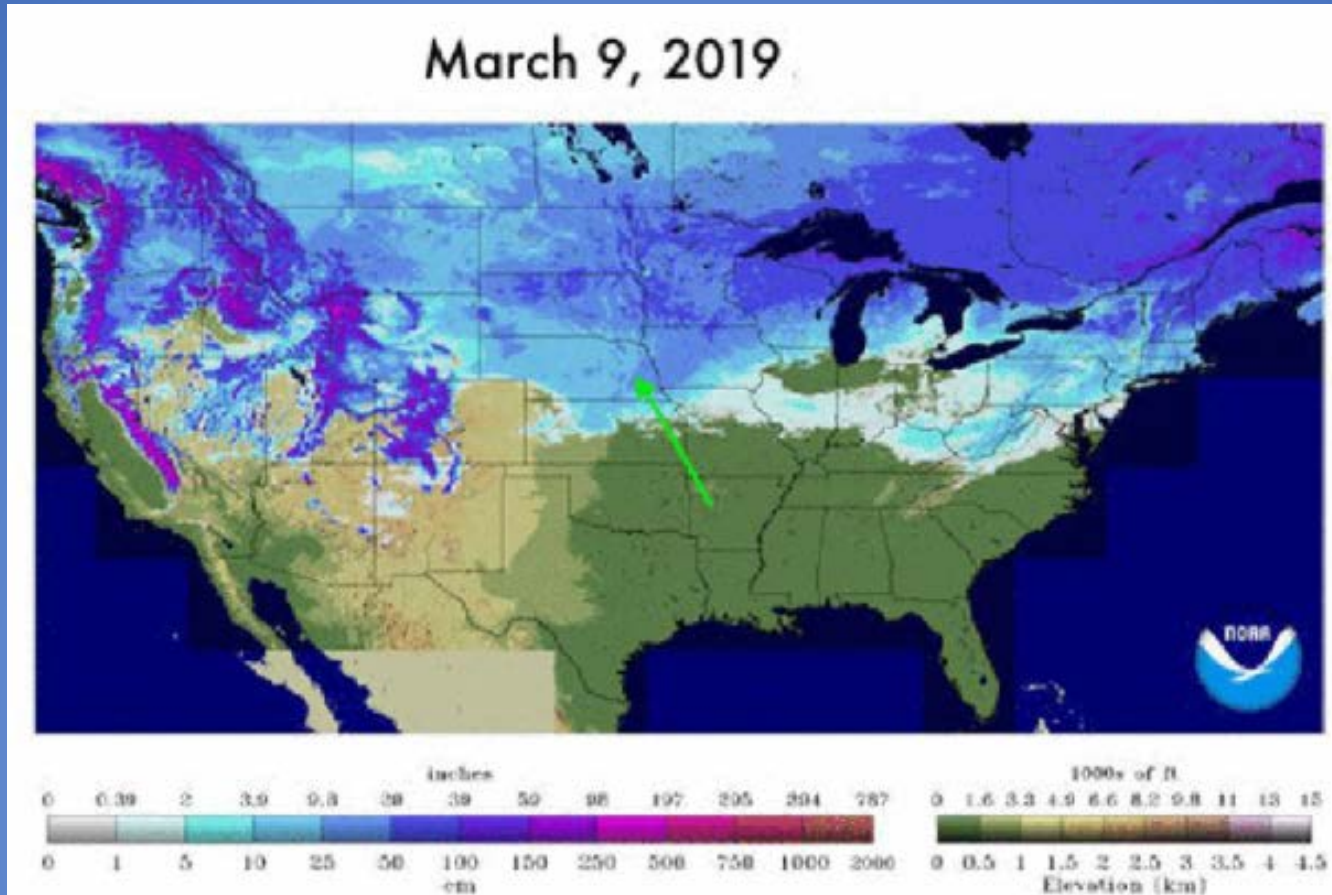 March 9, 2019
NOAA
inches
0 0.39 2 3.9 9.8 20 39 59 98 197 295 394 787
0 1 5 10 25 50 100 150 250 500 750 1000 2000
cm
1000s of ft
0 1.6 3.3 4.9 6.6 8.2 9.8 11 13 15
0 0.5 1 1.5 2 2.5 3 3.5 4 4.5
Elevation (km)